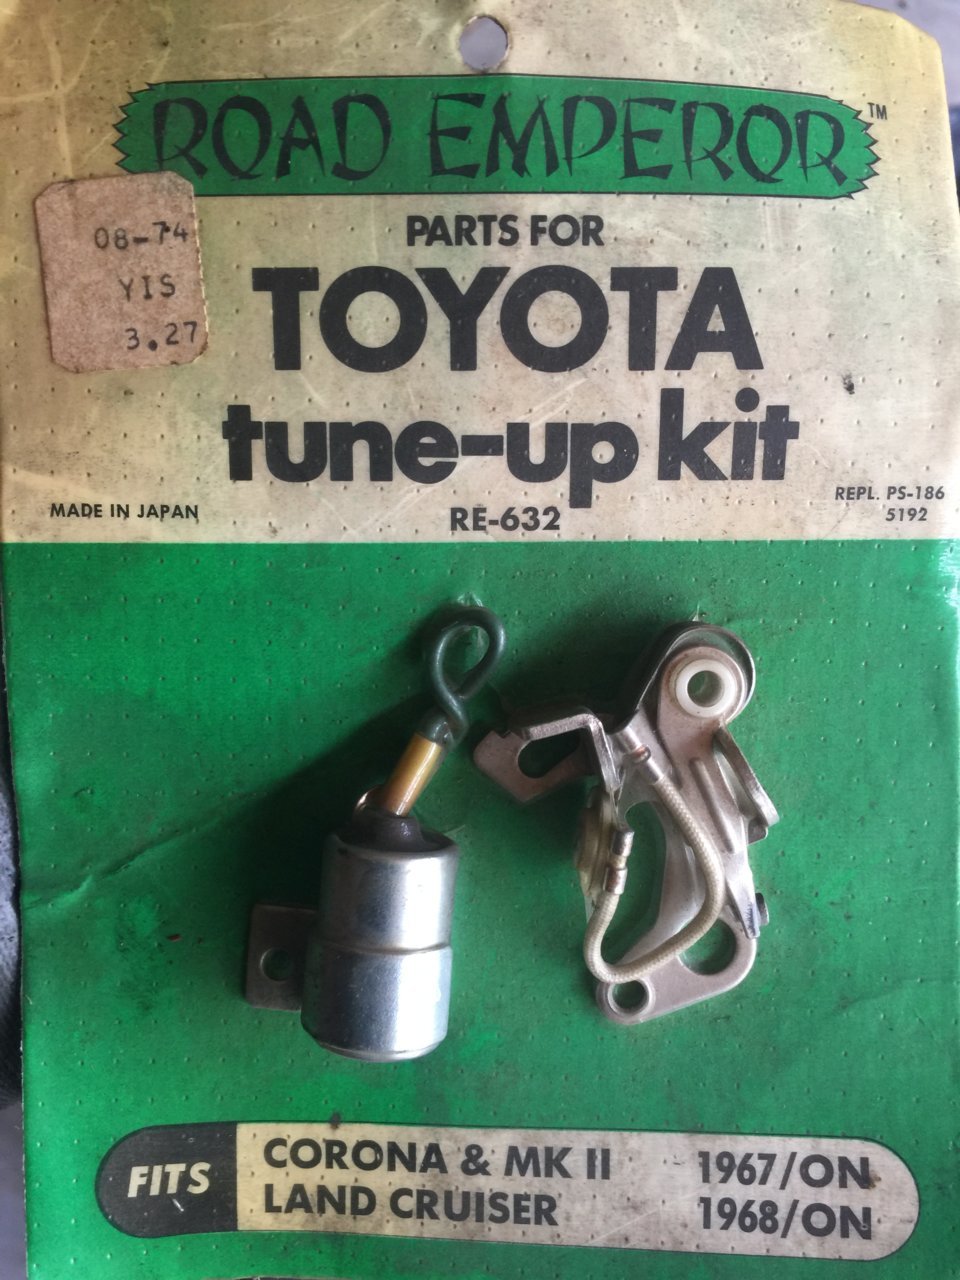 ROAD EMPEROR™
08-74
YIS
3.27
PARTS FOR
TOYOTA
tune-up kit
MADE IN JAPAN
RE-632
REPL. PS-186
5192
FITS
CORONA & MK II 1967/ON
LAND CRUISER 1968/ON